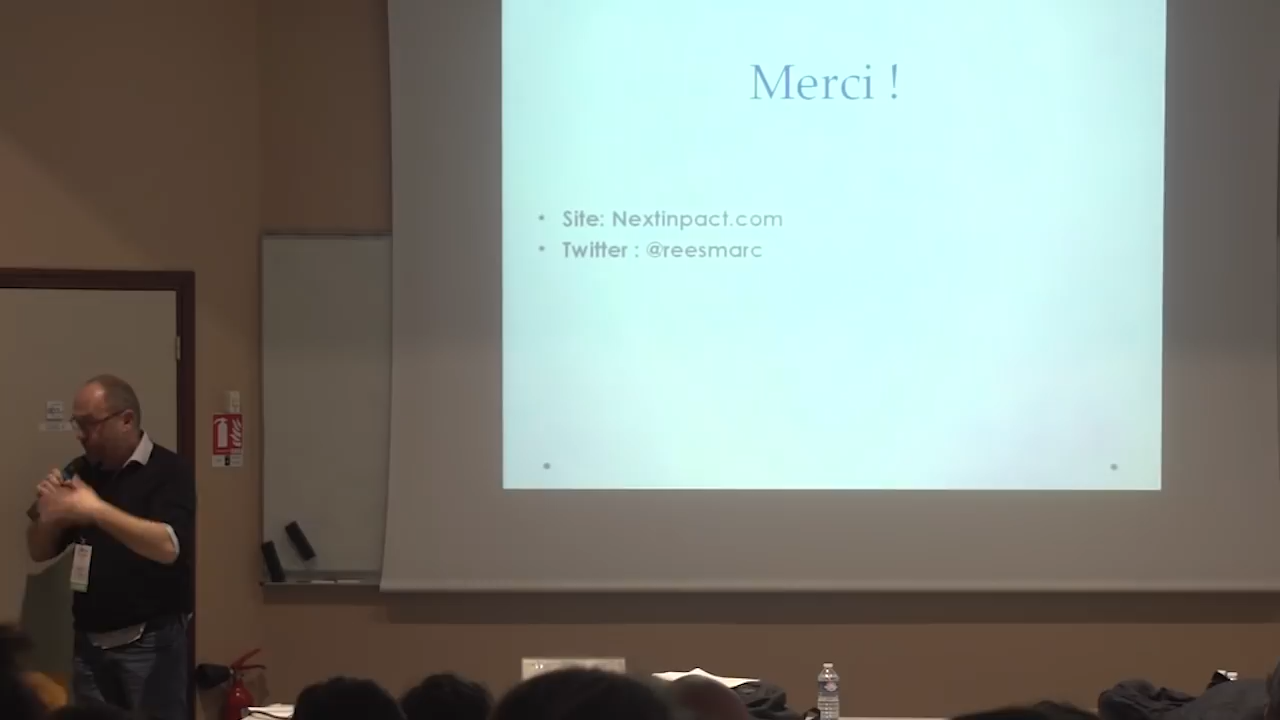 Merci !
• Site: Nextinpact.com
• Twitter : @reesmarc